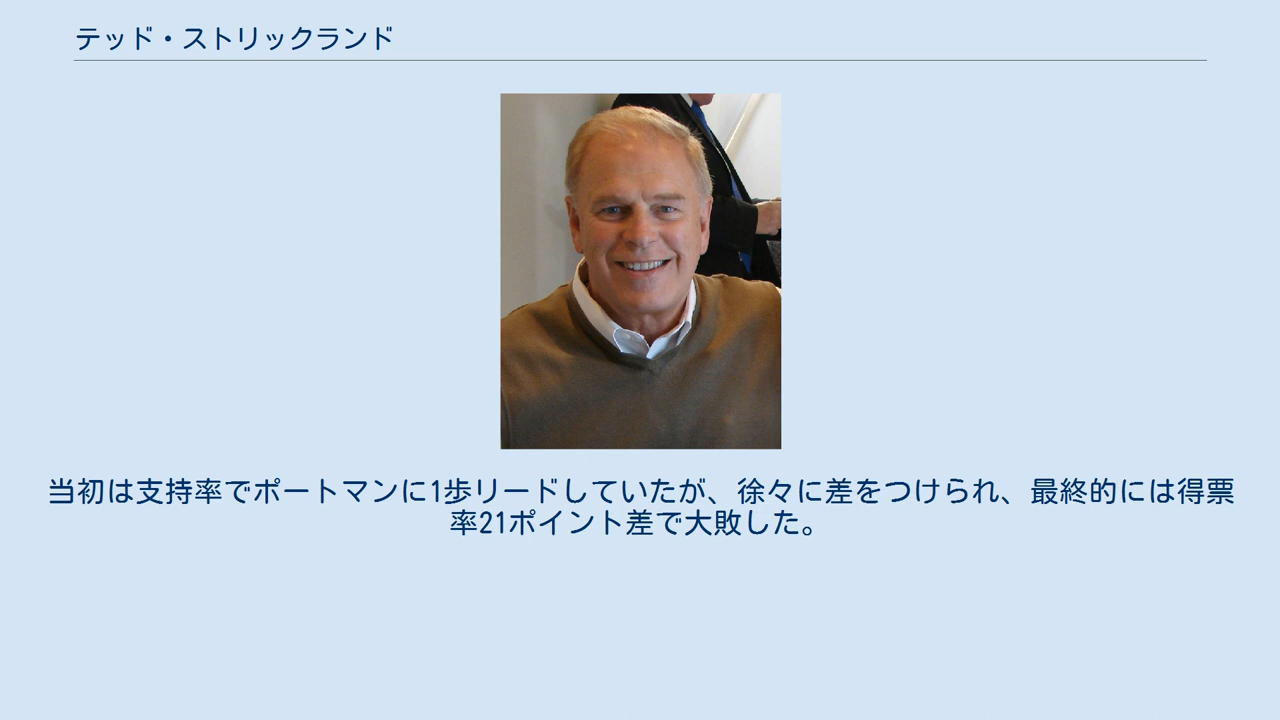 テッド・ストリックランド
当初は支持率でポートマンに1歩リードしていたが、徐々に差をつけられ、最終的には得票
率21ポイント差で大敗した。